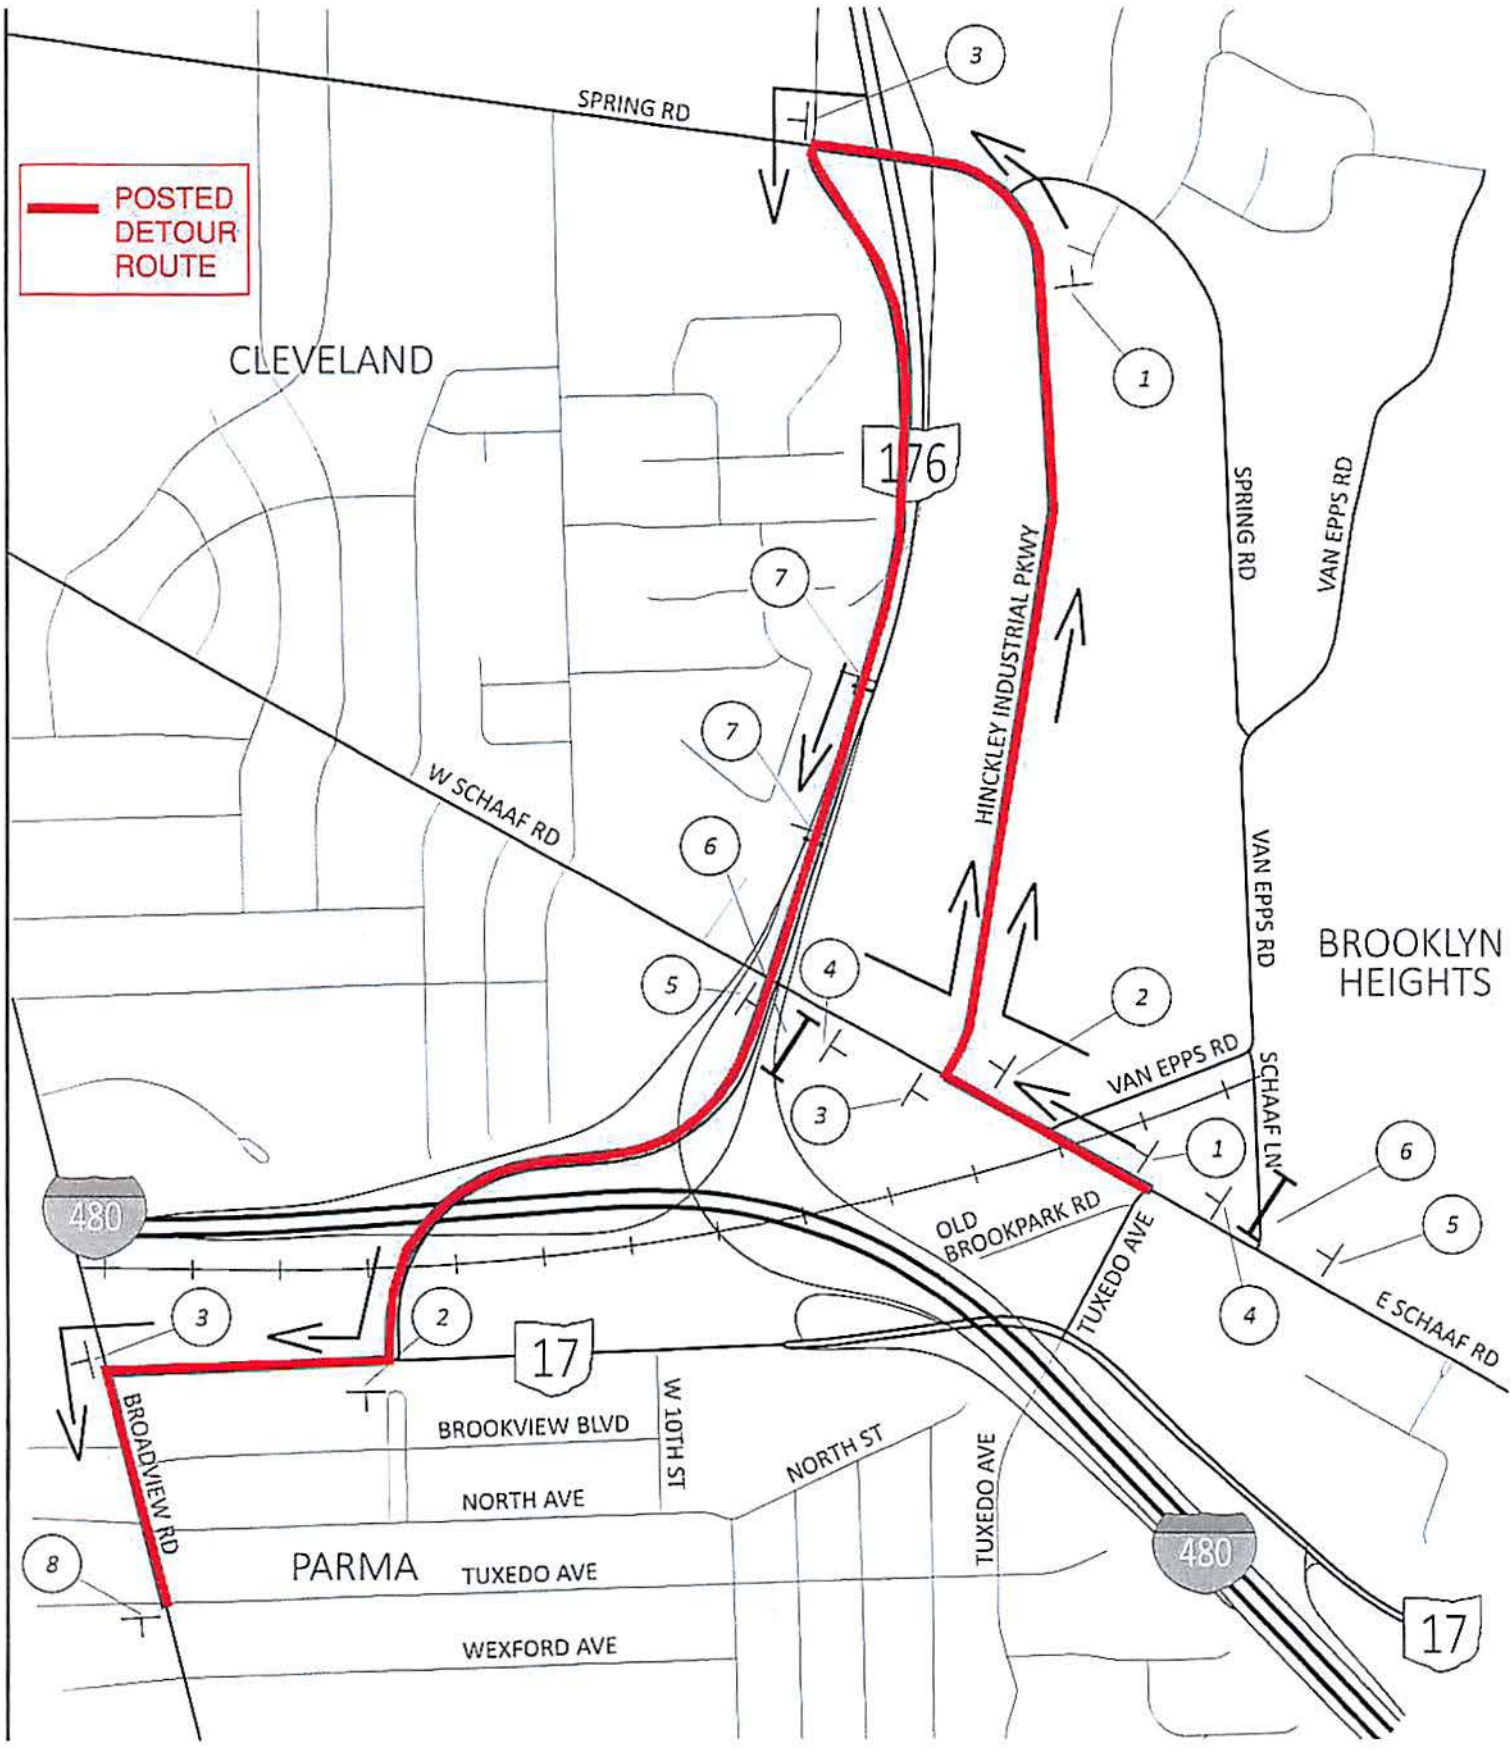 3
SPRING RD
POSTED
DETOUR
ROUTE
CLEVELAND
1
176
SPRING RD
VAN EPPS RD
7
HINCKLEY INDUSTRIAL PKWY
7
W SCHAAF RD
6
VAN EPPS RD
BROOKLYN
HEIGHTS
5
4
2
VAN EPPS RD
SCHAAF LN
3
1
6
480
OLD
BROOKPARK RD
5
TUXEDO AVE
4
E SCHAAF RD
3
2
17
BROADVIEW RD
BROOKVIEW BLVD
W 10TH ST
NORTH ST
TUXEDO AVE
NORTH AVE
480
8
PARMA
TUXEDO AVE
17
WEXFORD AVE